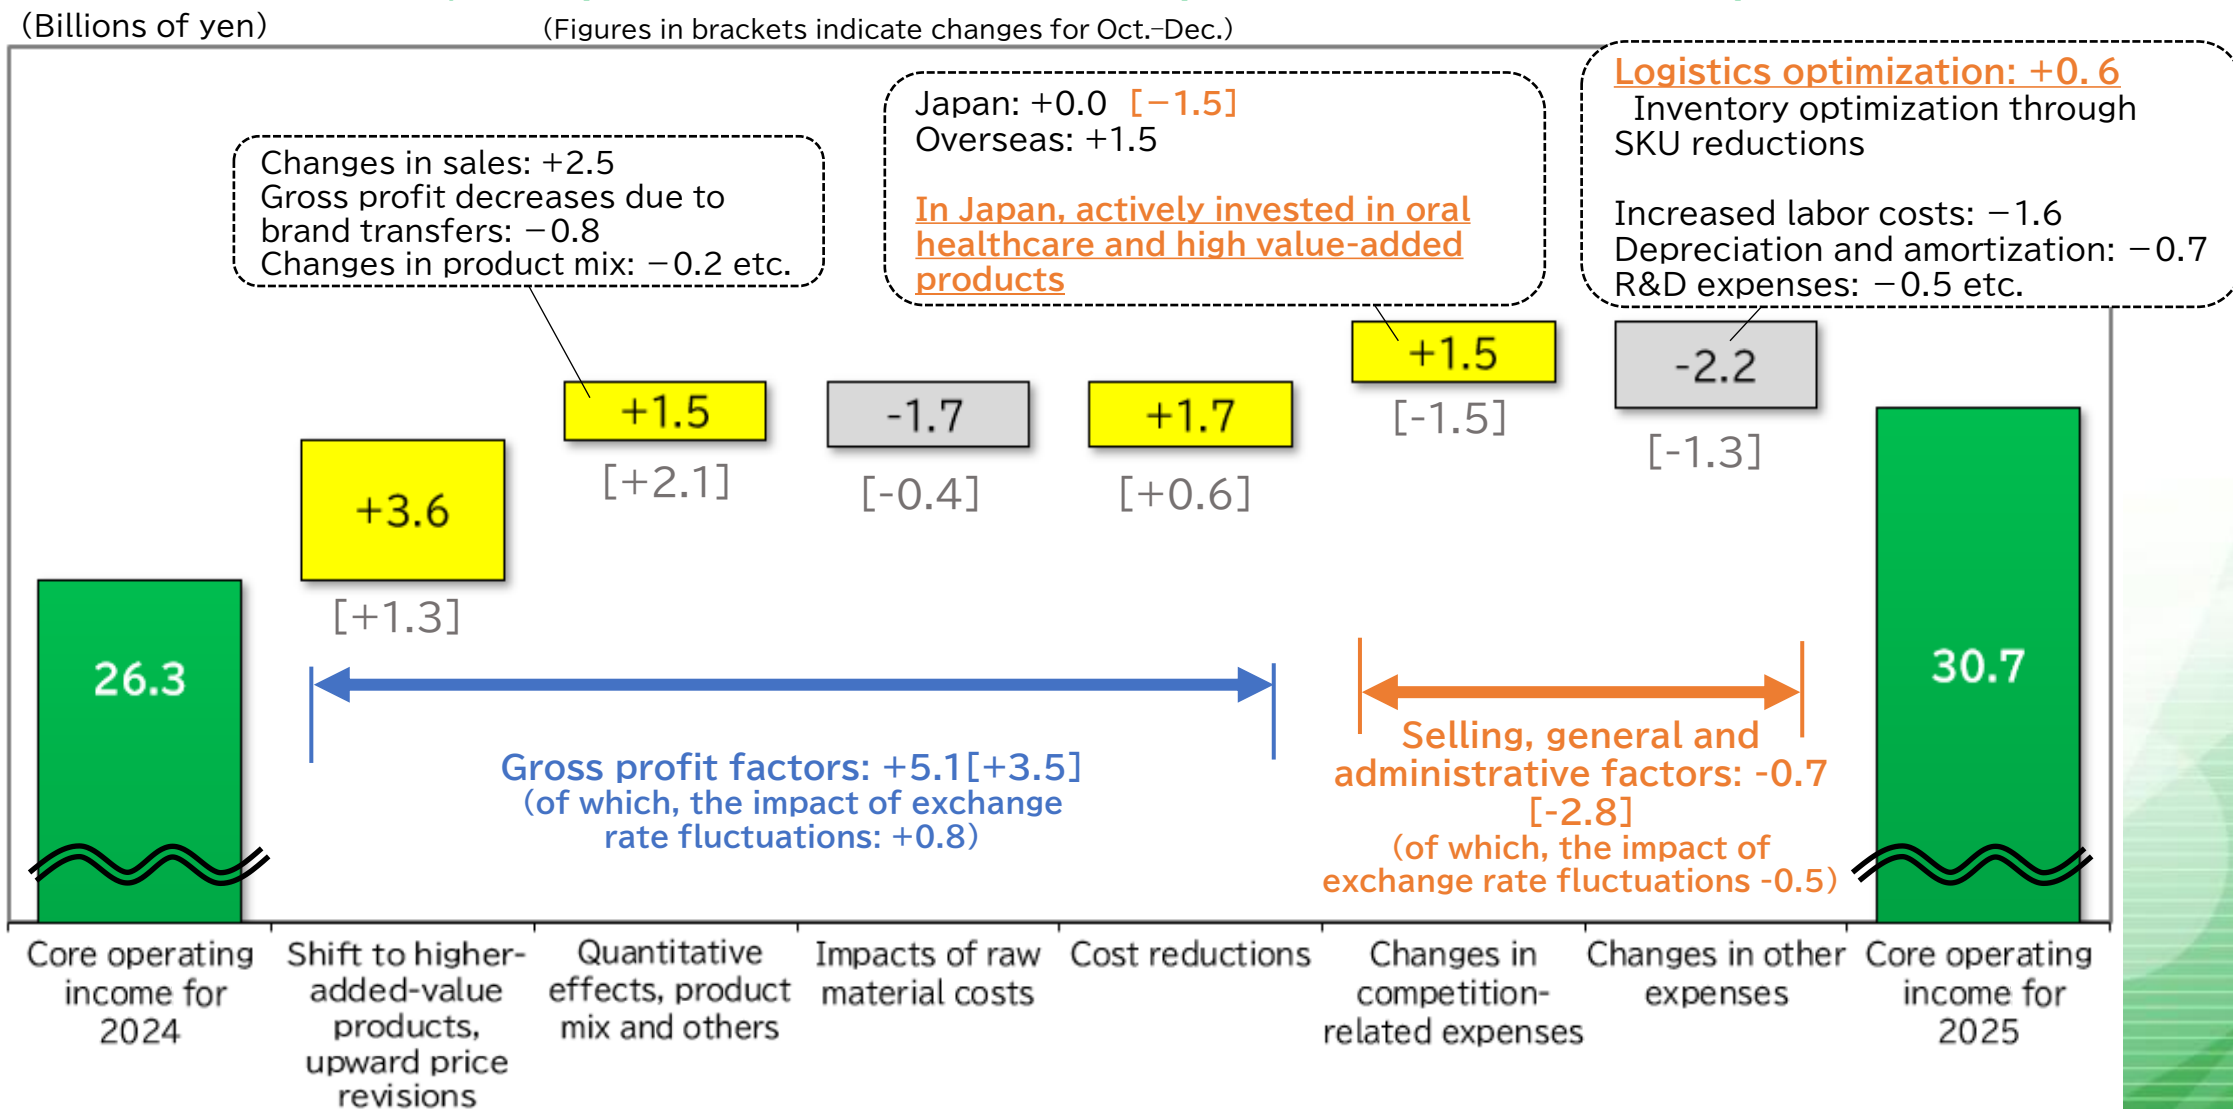 (Billions of yen)
(Figures in brackets indicate changes for Oct.–Dec.)
Changes in sales: +2.5
Gross profit decreases due to
brand transfers: −0.8
Changes in product mix: −0.2 etc.
Japan: +0.0 [−1.5]
Overseas: +1.5
In Japan, actively invested in oral
healthcare and high value-added
products
Logistics optimization: +0.6
Inventory optimization through
SKU reductions
Increased labor costs: −1.6
Depreciation and amortization: −0.7
R&D expenses: −0.5 etc.
26.3
+3.6
[+1.3]
+1.5
[+2.1]
-1.7
[-0.4]
+1.7
[+0.6]
+1.5
[-1.5]
-2.2
[-1.3]
30.7
Gross profit factors: +5.1[+3.5]
(of which, the impact of exchange
rate fluctuations: +0.8)
Selling, general and
administrative factors: -0.7
[-2.8]
(of which, the impact of
exchange rate fluctuations -0.5)
Core operating
income for
2024
Shift to higher-
added-value
products,
upward price
revisions
Quantitative
effects, product
mix and others
Impacts of raw
material costs
Cost reductions
Changes in
competition-
related expenses
Changes in other
expenses
Core operating
income for
2025